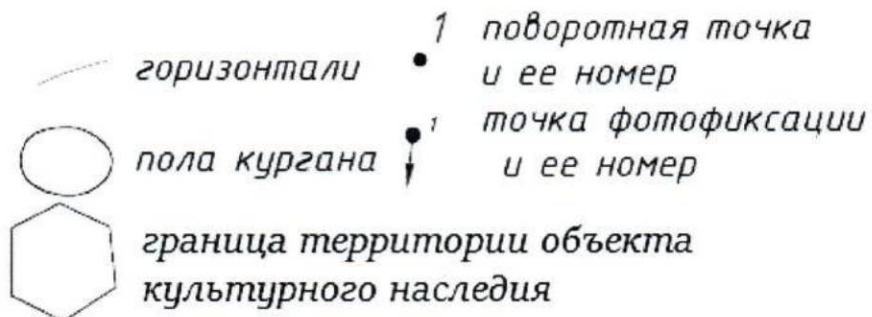 горизонтали
1 поворотная точка
и ее номер
пола кургана
1 точка фотофиксации
и ее номер
граница территории объекта
культурного наследия